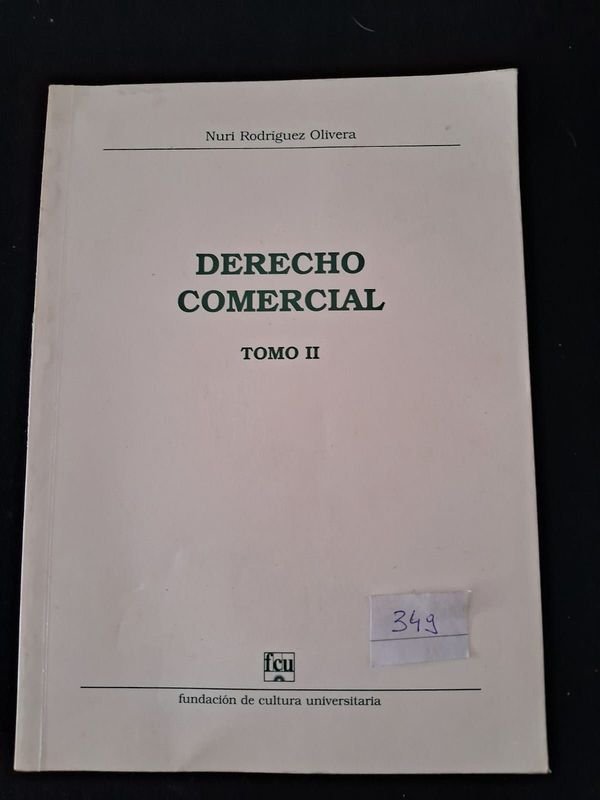 Nuri Rodríguez Olivera
DERECHO
COMERCIAL
TOMO II
349
fcu
fundación de cultura universitaria